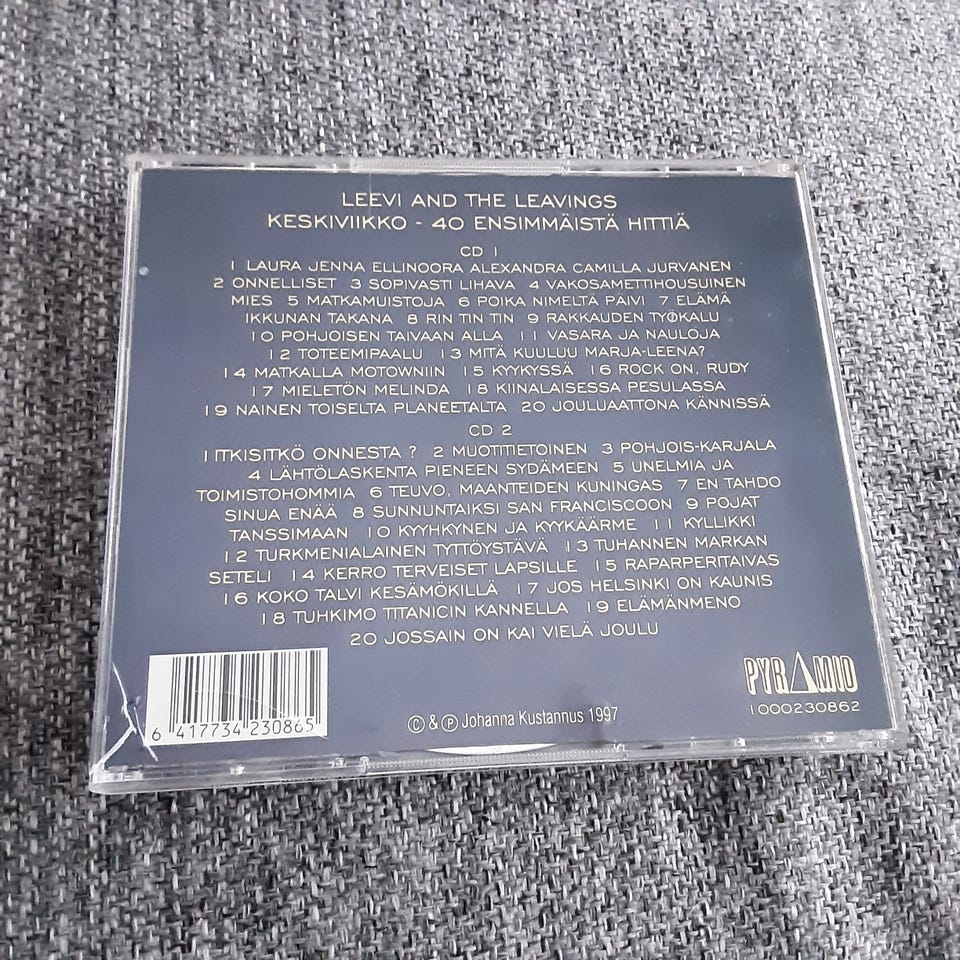 LEEVI AND THE LEAVINGS
KESKIVIIKKO - 40 ENSIMMÄISTÄ HITTIÄ
CD 1
1 LAURA JENNA ELLINOORA ALEXANDRA CAMILLA JURVANEN
2 ONNELLISET 3 SOPIVASTI LIHAVA 4 VAKOSAMETTIHOUSUINEN
MIES 5 MATKAMUISTOJA 6 POIKA NIMELTÄ PÄIVI 7 ELÄMÄ
IKKUNAN TAKANA 8 RIN TIN TIN 9 RAKKAUDEN TYÖKALU
10 POHJOISEN TAIVAAN ALLA 11 VASARA JA NAULOJA
12 TOTEEMIPAALU 13 MITÄ KUULUU MARJA-LEENA?
14 MATKALLA MOTOWNIIN 15 KYYKYSSÄ 16 ROCK ON, RUDY
17 MIELETÖN MELINDA 18 KIINALAISESSA PESULASSA
19 NAINEN TOISELTA PLANEETALTA 20 JOULUAATTONA KÄNNISSÄ
CD 2
1 ITKISITKÖ ONNESTA ? 2 MUOTITIETOINEN 3 POHJOIS-KARJALA
4 LÄHTÖLASKENTA PIENEEN SYDÄMEEN 5 UNELMIA JA
TOIMISTOHOMMIA 6 TEUVO, MAANTEIDEN KUNINGAS 7 EN TAHDO
SINUA ENÄÄ 8 SUNNUNTAIKSI SAN FRANCISCOON 9 POJAT
TANSSIMAAN 10 KYYHKYNEN JA KYYKÄÄRME 11 KYLLIKKI
12 TURKMENIALAINEN TYTTÖYSTÄVÄ 13 TUHANNEN MARKAN
SETELI 14 KERRO TERVEISET LAPSILLE 15 RAPARPERITAIVAS
16 KOKO TALVI KESÄMÖKILLÄ 17 JOS HELSINKI ON KAUNIS
18 TUHKIMO TITANICIN KANNELLA 19 ELÄMÄNMENO
20 JOSSAIN ON KAI VIELÄ JOULU
PYRAMID
1000230862
© & ℗ Johanna Kustannus 1997
6 417734 230865